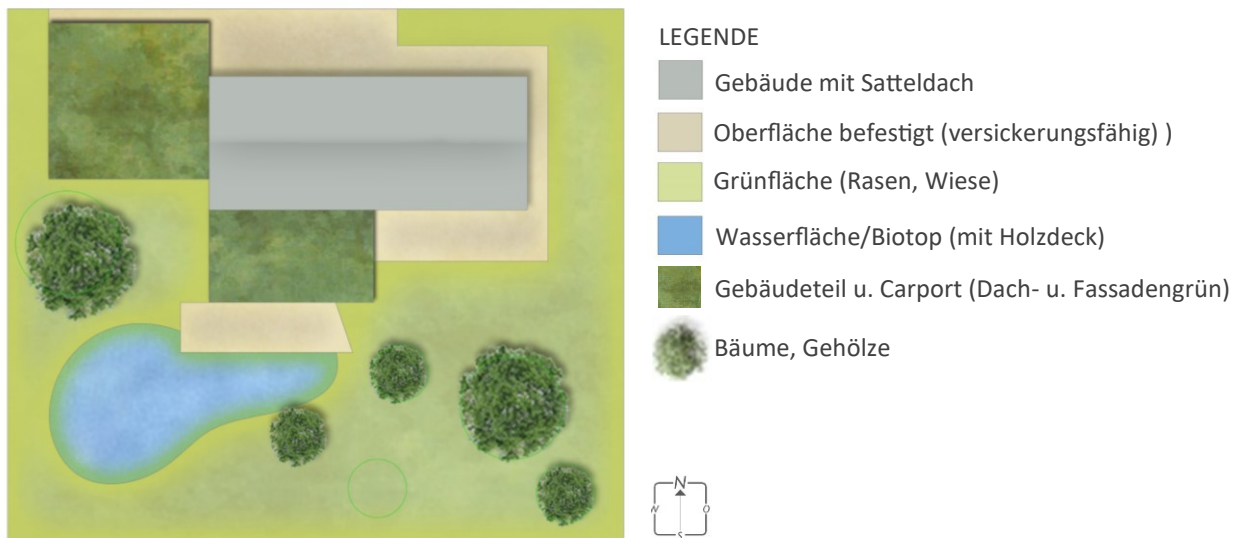 LEGENDE
Gebäude mit Satteldach
Oberfläche befestigt (versickerungsfähig) )
Grünfläche (Rasen, Wiese)
Wasserfläche/Biotop (mit Holzdeck)
Gebäudeteil u. Carport (Dach- u. Fassadengrün)
Bäume, Gehölze
N
O
S